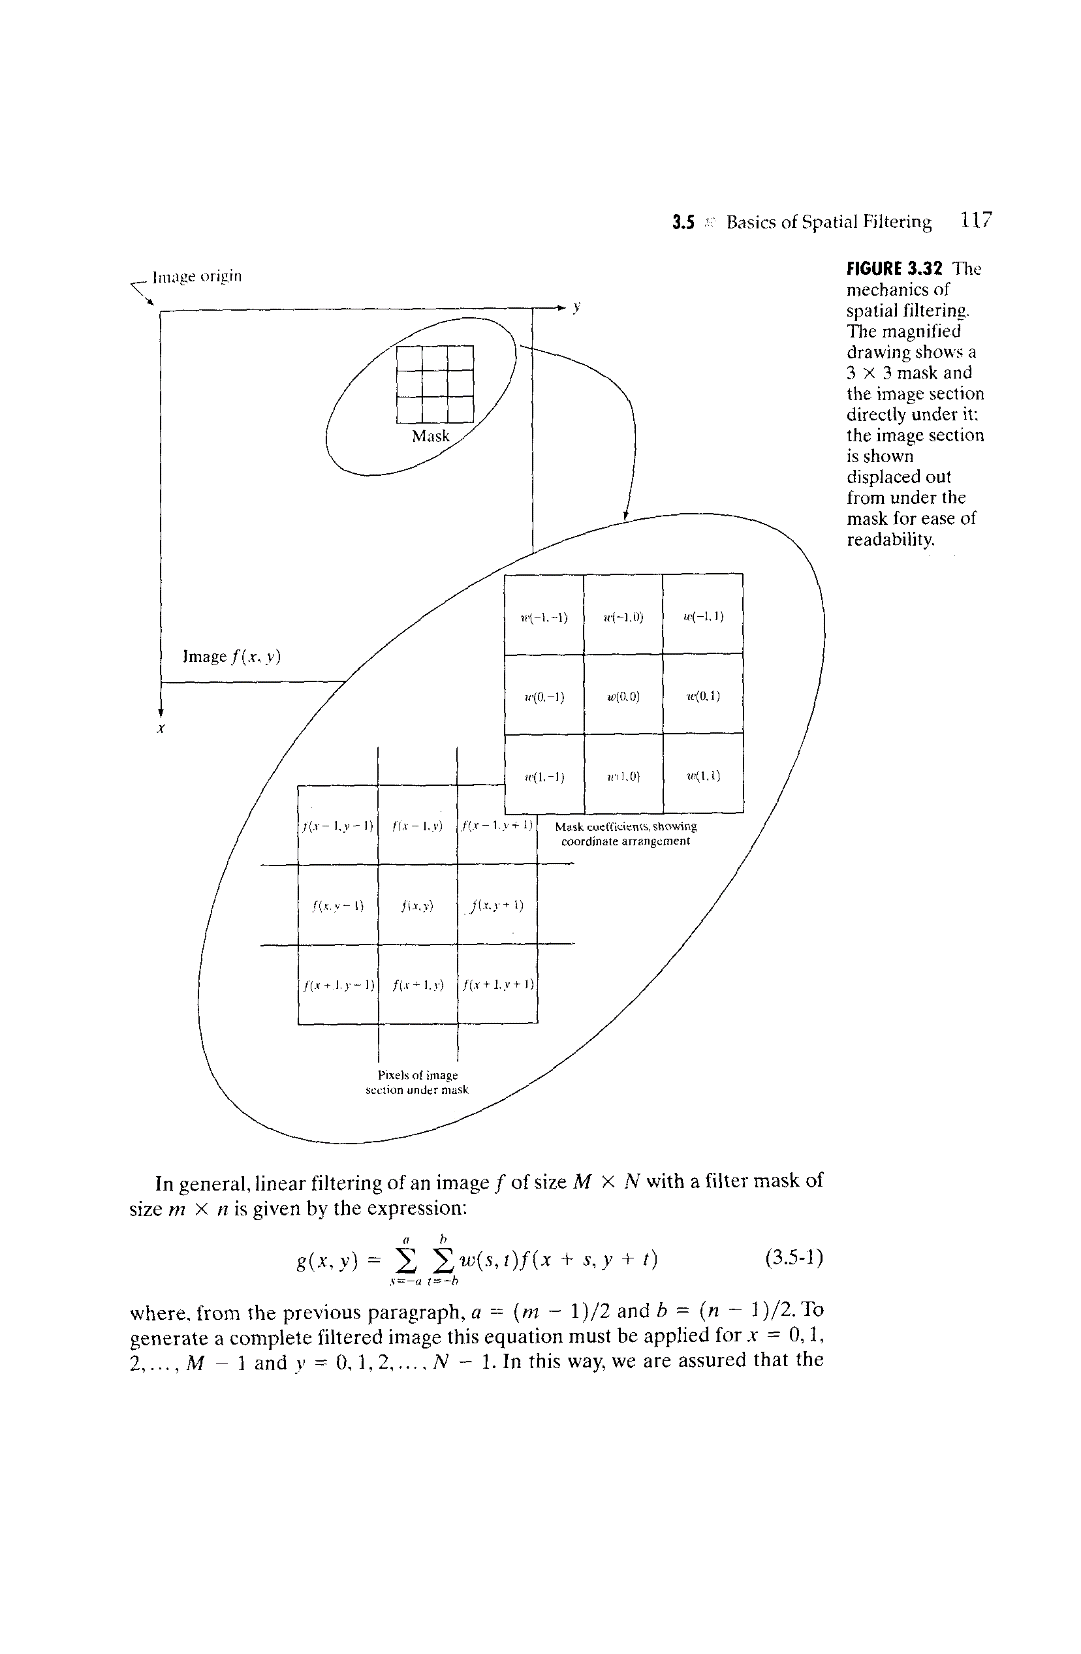 3.5 Basics of Spatial Filtering 117
Image origin
y
Mask
FIGURE 3.32 The
mechanics of
spatial filtering.
The magnified
drawing shows a
3 × 3 mask and
the image section
directly under it;
the image section
is shown
displaced out
from under the
mask for ease of
readability.
Image f(x, y)
x
w(−1,−1) w(−1,0) w(−1,1)
w(0,−1) w(0,0) w(0,1)
w(1,−1) w(1,0) w(1,1)
Mask coefficients, showing
coordinate arrangement
f(x − 1, y − 1) f(x − 1, y) f(x − 1, y + 1)
f(x, y − 1) f(x, y) f(x, y + 1)
f(x + 1, y − 1) f(x + 1, y) f(x + 1, y + 1)
Pixels of image
section under mask
In general, linear filtering of an image f of size M × N with a filter mask of
size m × n is given by the expression:
g(x, y) = ∑_{s=−a}^{a} ∑_{t=−b}^{b} w(s, t) f(x + s, y + t) (3.5-1)
where, from the previous paragraph, a = (m − 1)/2 and b = (n − 1)/2. To
generate a complete filtered image this equation must be applied for x = 0, 1,
2,..., M − 1 and y = 0, 1, 2,..., N − 1. In this way, we are assured that the